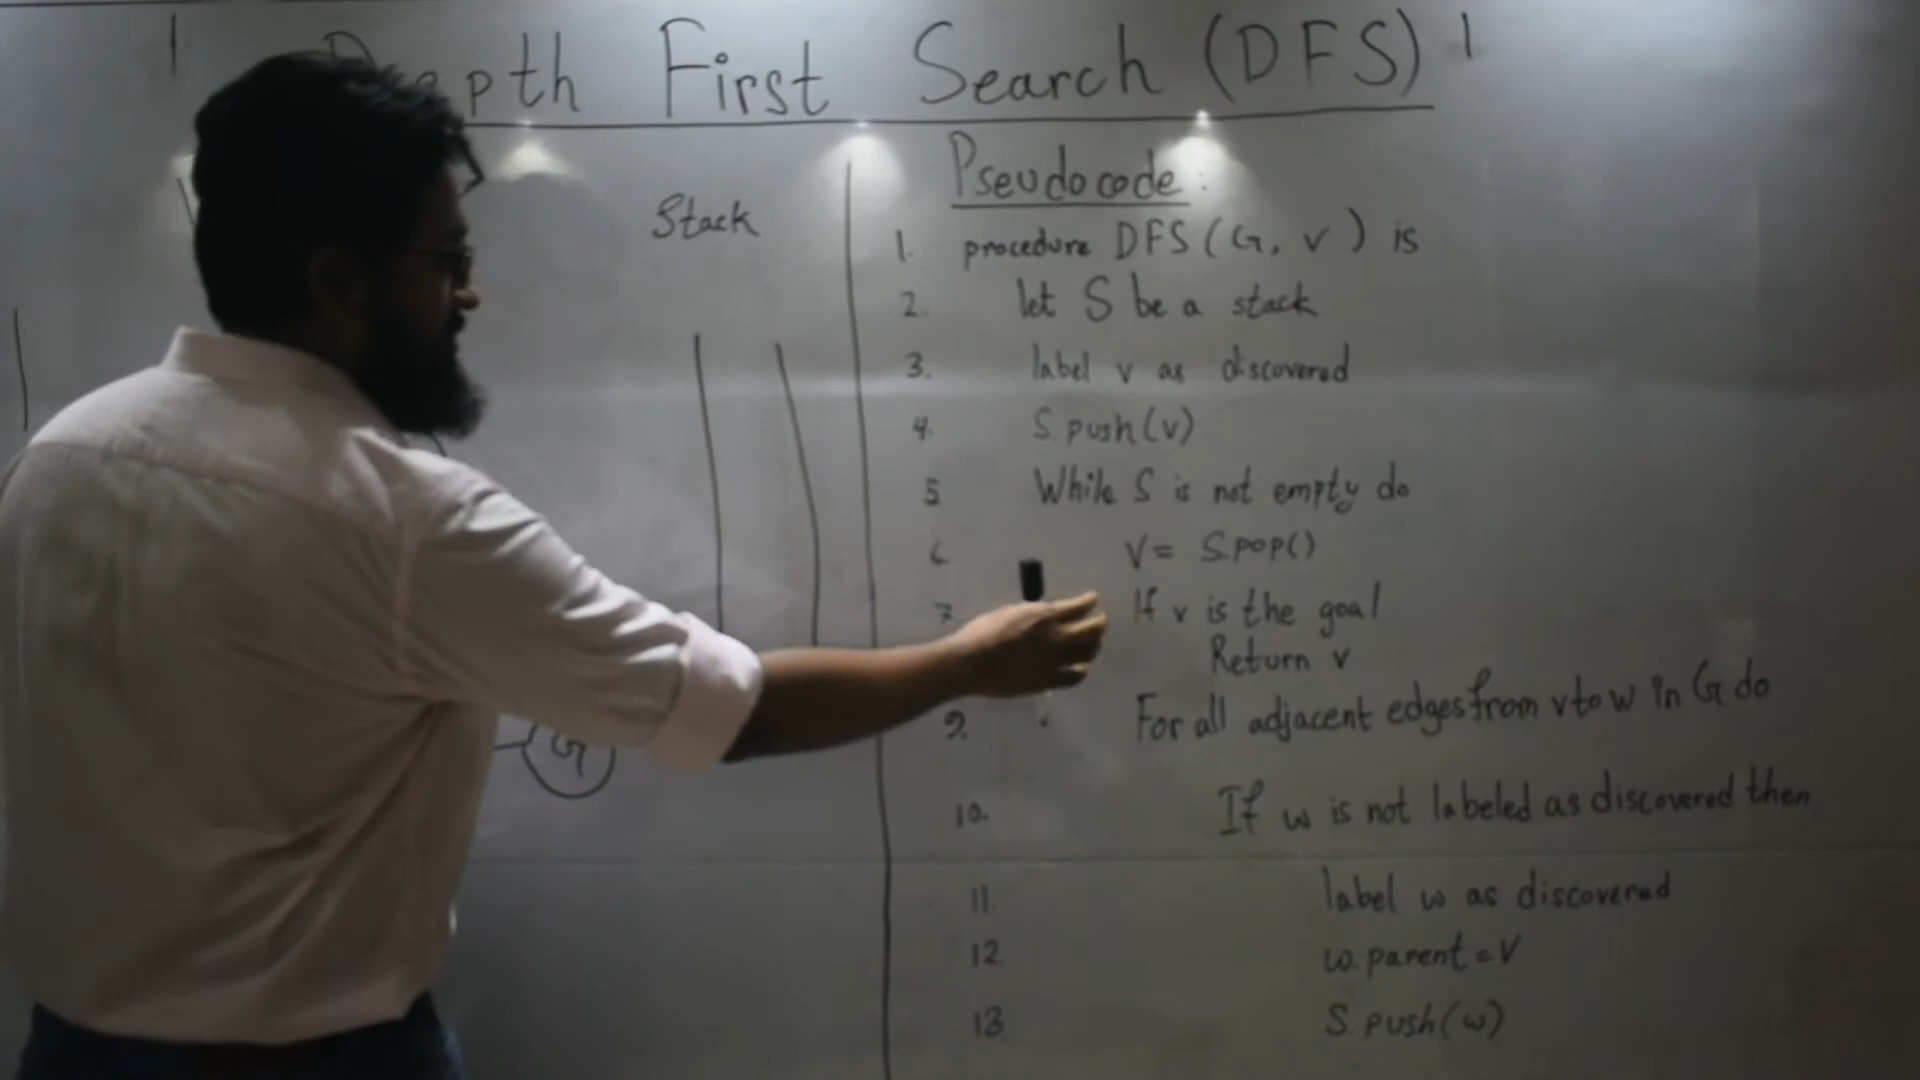 Depth First Search (DFS)
Stack
G
Pseudocode:
1. procedure DFS (G, v) is
2. let S be a stack
3. label v as discovered
4. S.push(v)
5 While S is not empty do
6 V= S.POP()
7 If v is the goal
Return v
9. For all adjacent edges from v to w in G do
10. If w is not labeled as discovered then
11. label w as discovered
12. w.parent = V
13 S.push(w)